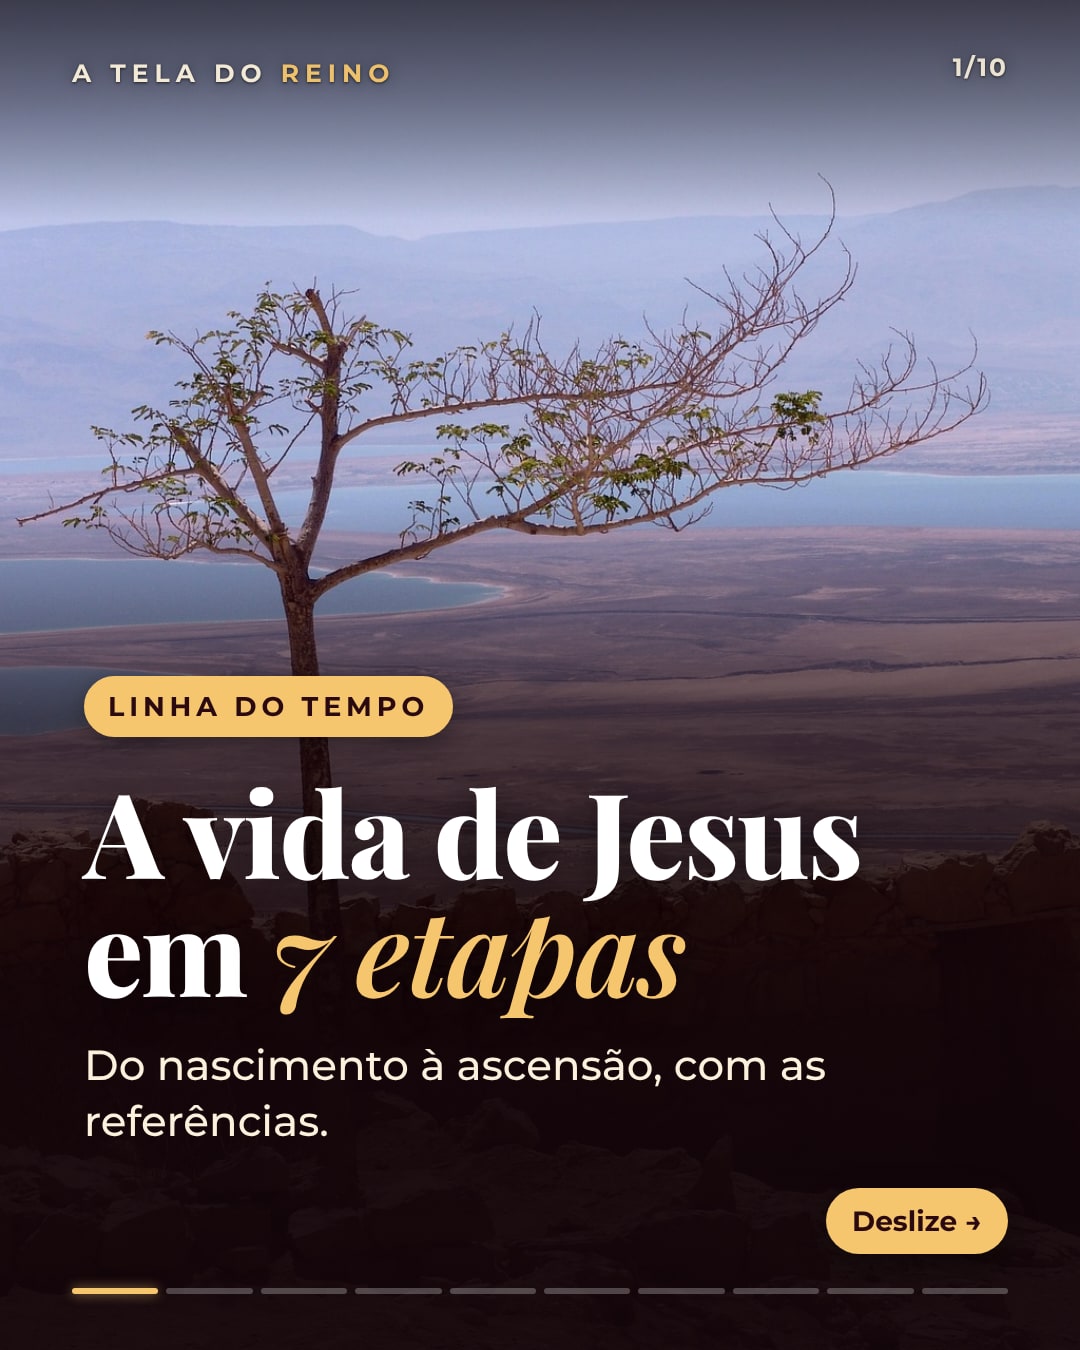 A TELA DO REINO
1/10
LINHA DO TEMPO
A vida de Jesus
em 7 etapas
Do nascimento à ascensão, com as
referências.
Deslize →